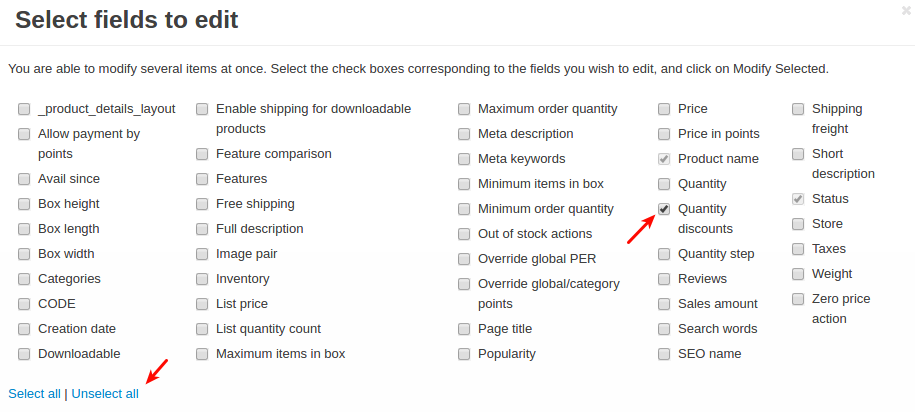 Select fields to edit
You are able to modify several items at once. Select the check boxes corresponding to the fields you wish to edit, and click on Modify Selected.
_product_details_layout
Allow payment by
points
Avail since
Box height
Box length
Box width
Categories
CODE
Creation date
Downloadable
Enable shipping for downloadable
products
Feature comparison
Features
Free shipping
Full description
Image pair
Inventory
List price
List quantity count
Maximum items in box
Maximum order quantity
Meta description
Meta keywords
Minimum items in box
Minimum order quantity
Out of stock actions
Override global PER
Override global/category
points
Page title
Popularity
Price
Price in points
Product name
Quantity
Quantity
discounts
Quantity step
Reviews
Sales amount
Search words
SEO name
Shipping
freight
Short
description
Status
Store
Taxes
Weight
Zero price
action
Select all | Unselect all